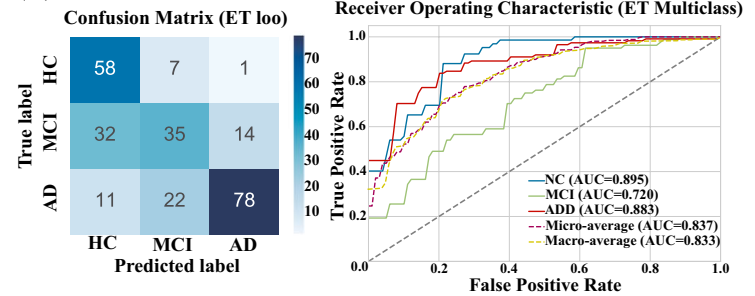 Confusion Matrix (ET loo)
True label
HC
MCI
AD
58 7 1
32 35 14
11 22 78
HC MCI AD
Predicted label
70
60
50
40
30
20
10
Receiver Operating Characteristic (ET Multiclass)
True Positive Rate
1.0
0.8
0.6
0.4
0.2
0.0 0.2 0.4 0.6 0.8 1.0
False Positive Rate
NC (AUC=0.895)
MCI (AUC=0.720)
ADD (AUC=0.883)
Micro-average (AUC=0.837)
Macro-average (AUC=0.833)